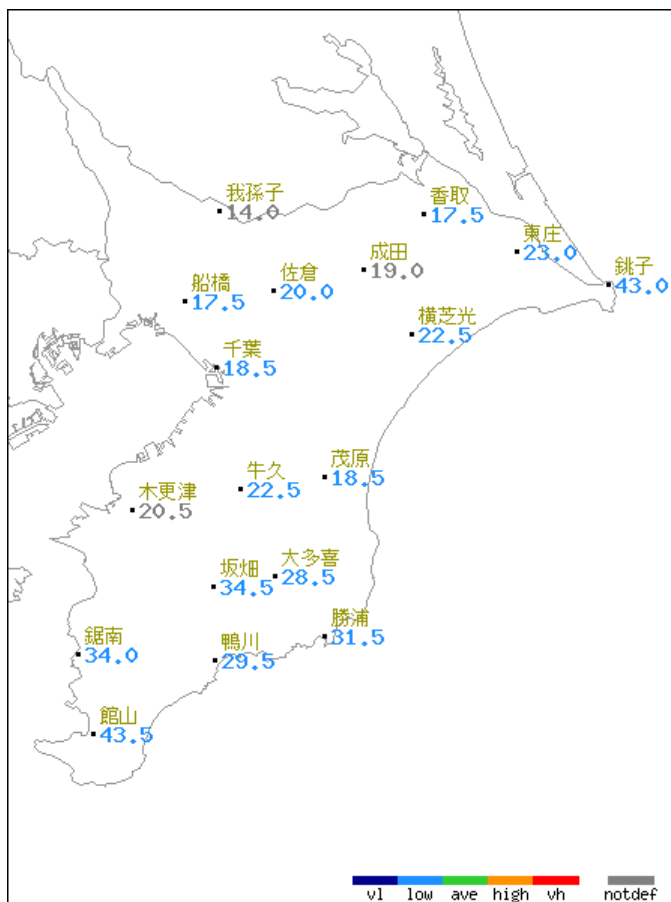 我孫子
14.0
香取
17.5
東庄
23.0
成田
19.0
銚子
43.0
船橋
17.5
佐倉
20.0
横芝光
22.5
千葉
18.5
茂原
18.5
牛久
22.5
木更津
20.5
大多喜
28.5
坂畑
34.5
勝浦
31.5
鋸南
34.0
鴨川
29.5
館山
43.5
vl low ave high vh notdef